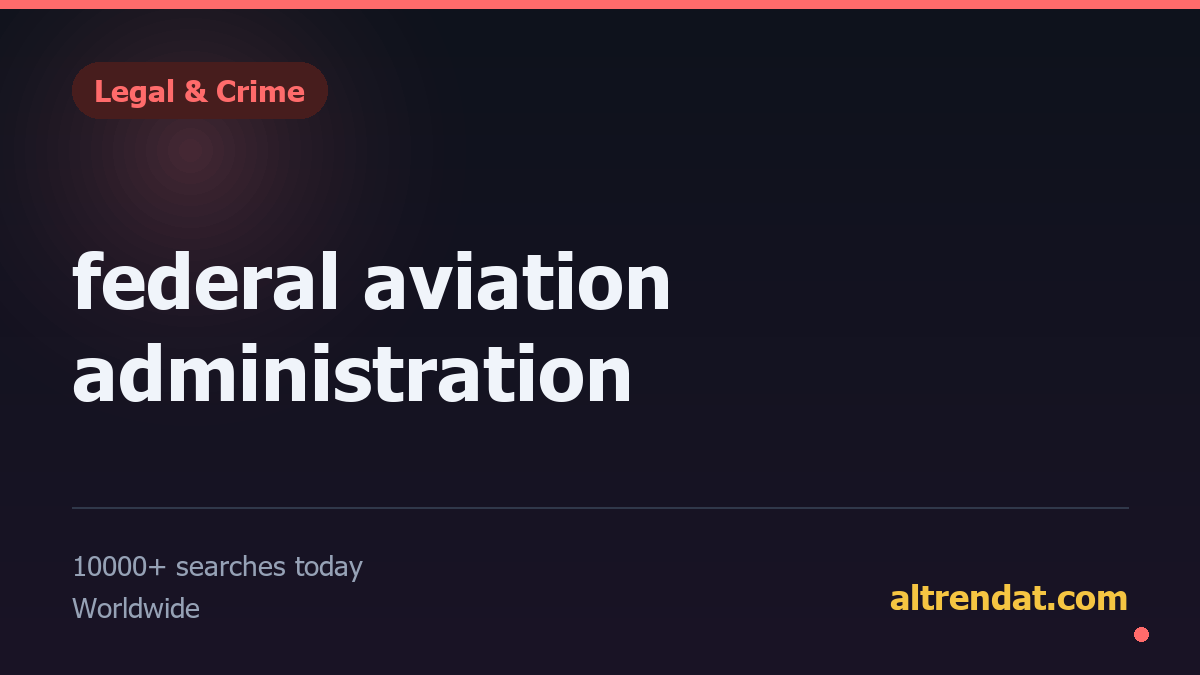 Legal & Crime
federal aviation
administration
10000+ searches today
Worldwide
altrendat.com